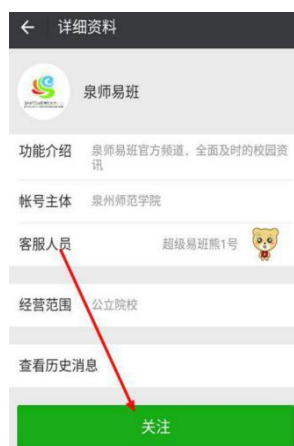 详细资料
泉师易班
功能介绍 泉师易班官方频道、全面及时的校园资
讯
帐号主体 泉州师范学院
客服人员 超级易班熊1号
经营范围 公立院校
查看历史消息
关注